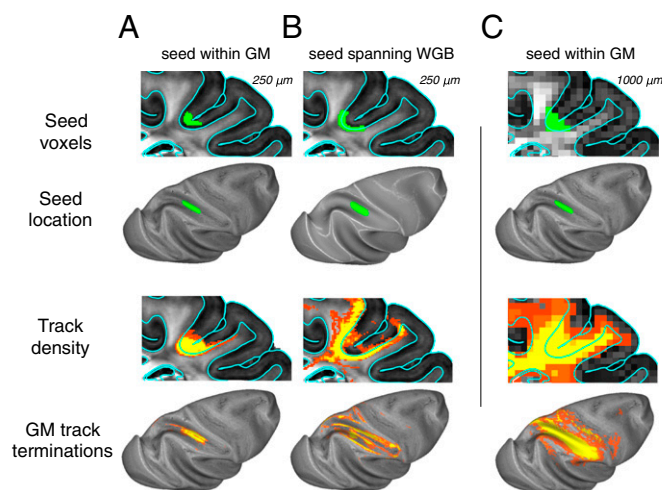 A B C
seed within GM seed spanning WGB seed within GM
250 μm 250 μm 1000 μm
Seed
voxels
Seed
location
Track
density
GM track
terminations